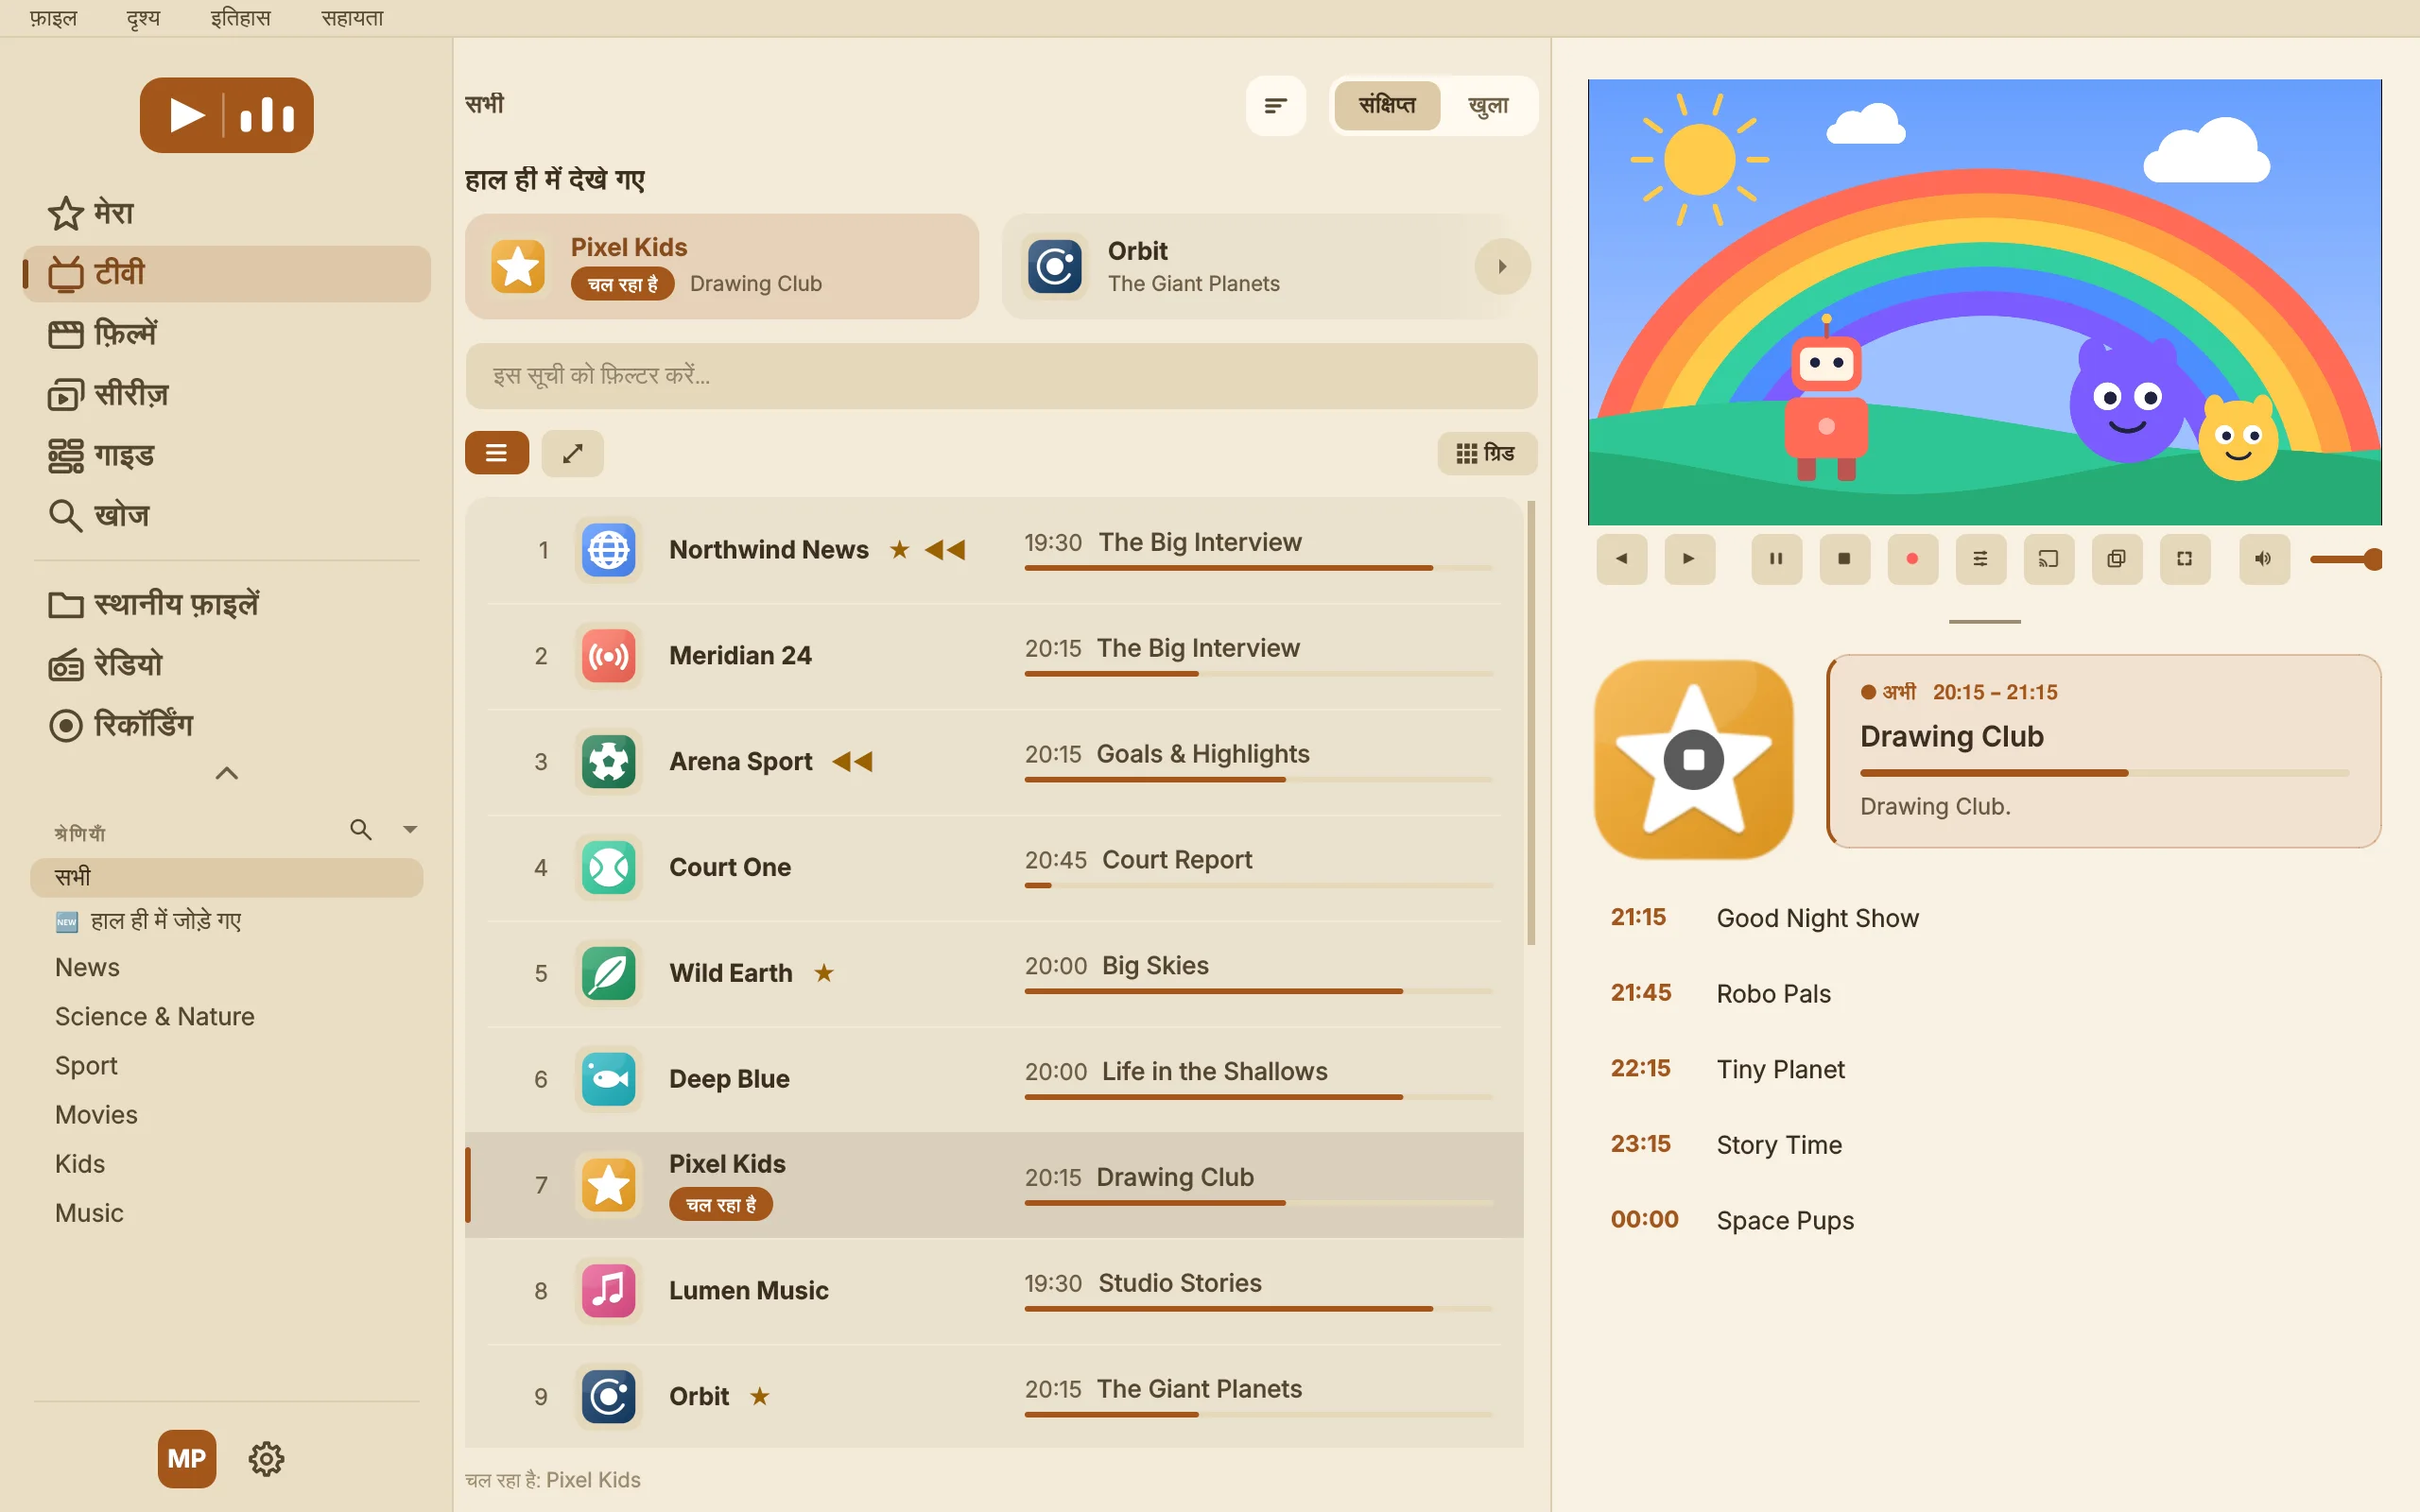 फ़ाइल दृश्य इतिहास सहायता
मेरा
टीवी
फ़िल्में
सीरीज़
गाइड
खोज
स्थानीय फ़ाइलें
रेडियो
रिकॉर्डिंग
श्रेणियाँ
सभी
NEW हाल ही में जोड़े गए
News
Science & Nature
Sport
Movies
Kids
Music
MP
सभी
संक्षिप्त खुला
हाल ही में देखे गए
Pixel Kids
चल रहा है Drawing Club
Orbit
The Giant Planets
इस सूची को फ़िल्टर करें...
ग्रिड
1 Northwind News 19:30 The Big Interview
2 Meridian 24 20:15 The Big Interview
3 Arena Sport 20:15 Goals & Highlights
4 Court One 20:45 Court Report
5 Wild Earth 20:00 Big Skies
6 Deep Blue 20:00 Life in the Shallows
7 Pixel Kids 20:15 Drawing Club
चल रहा है
8 Lumen Music 19:30 Studio Stories
9 Orbit 20:15 The Giant Planets
चल रहा है: Pixel Kids
अभी 20:15 – 21:15
Drawing Club
Drawing Club.
21:15 Good Night Show
21:45 Robo Pals
22:15 Tiny Planet
23:15 Story Time
00:00 Space Pups